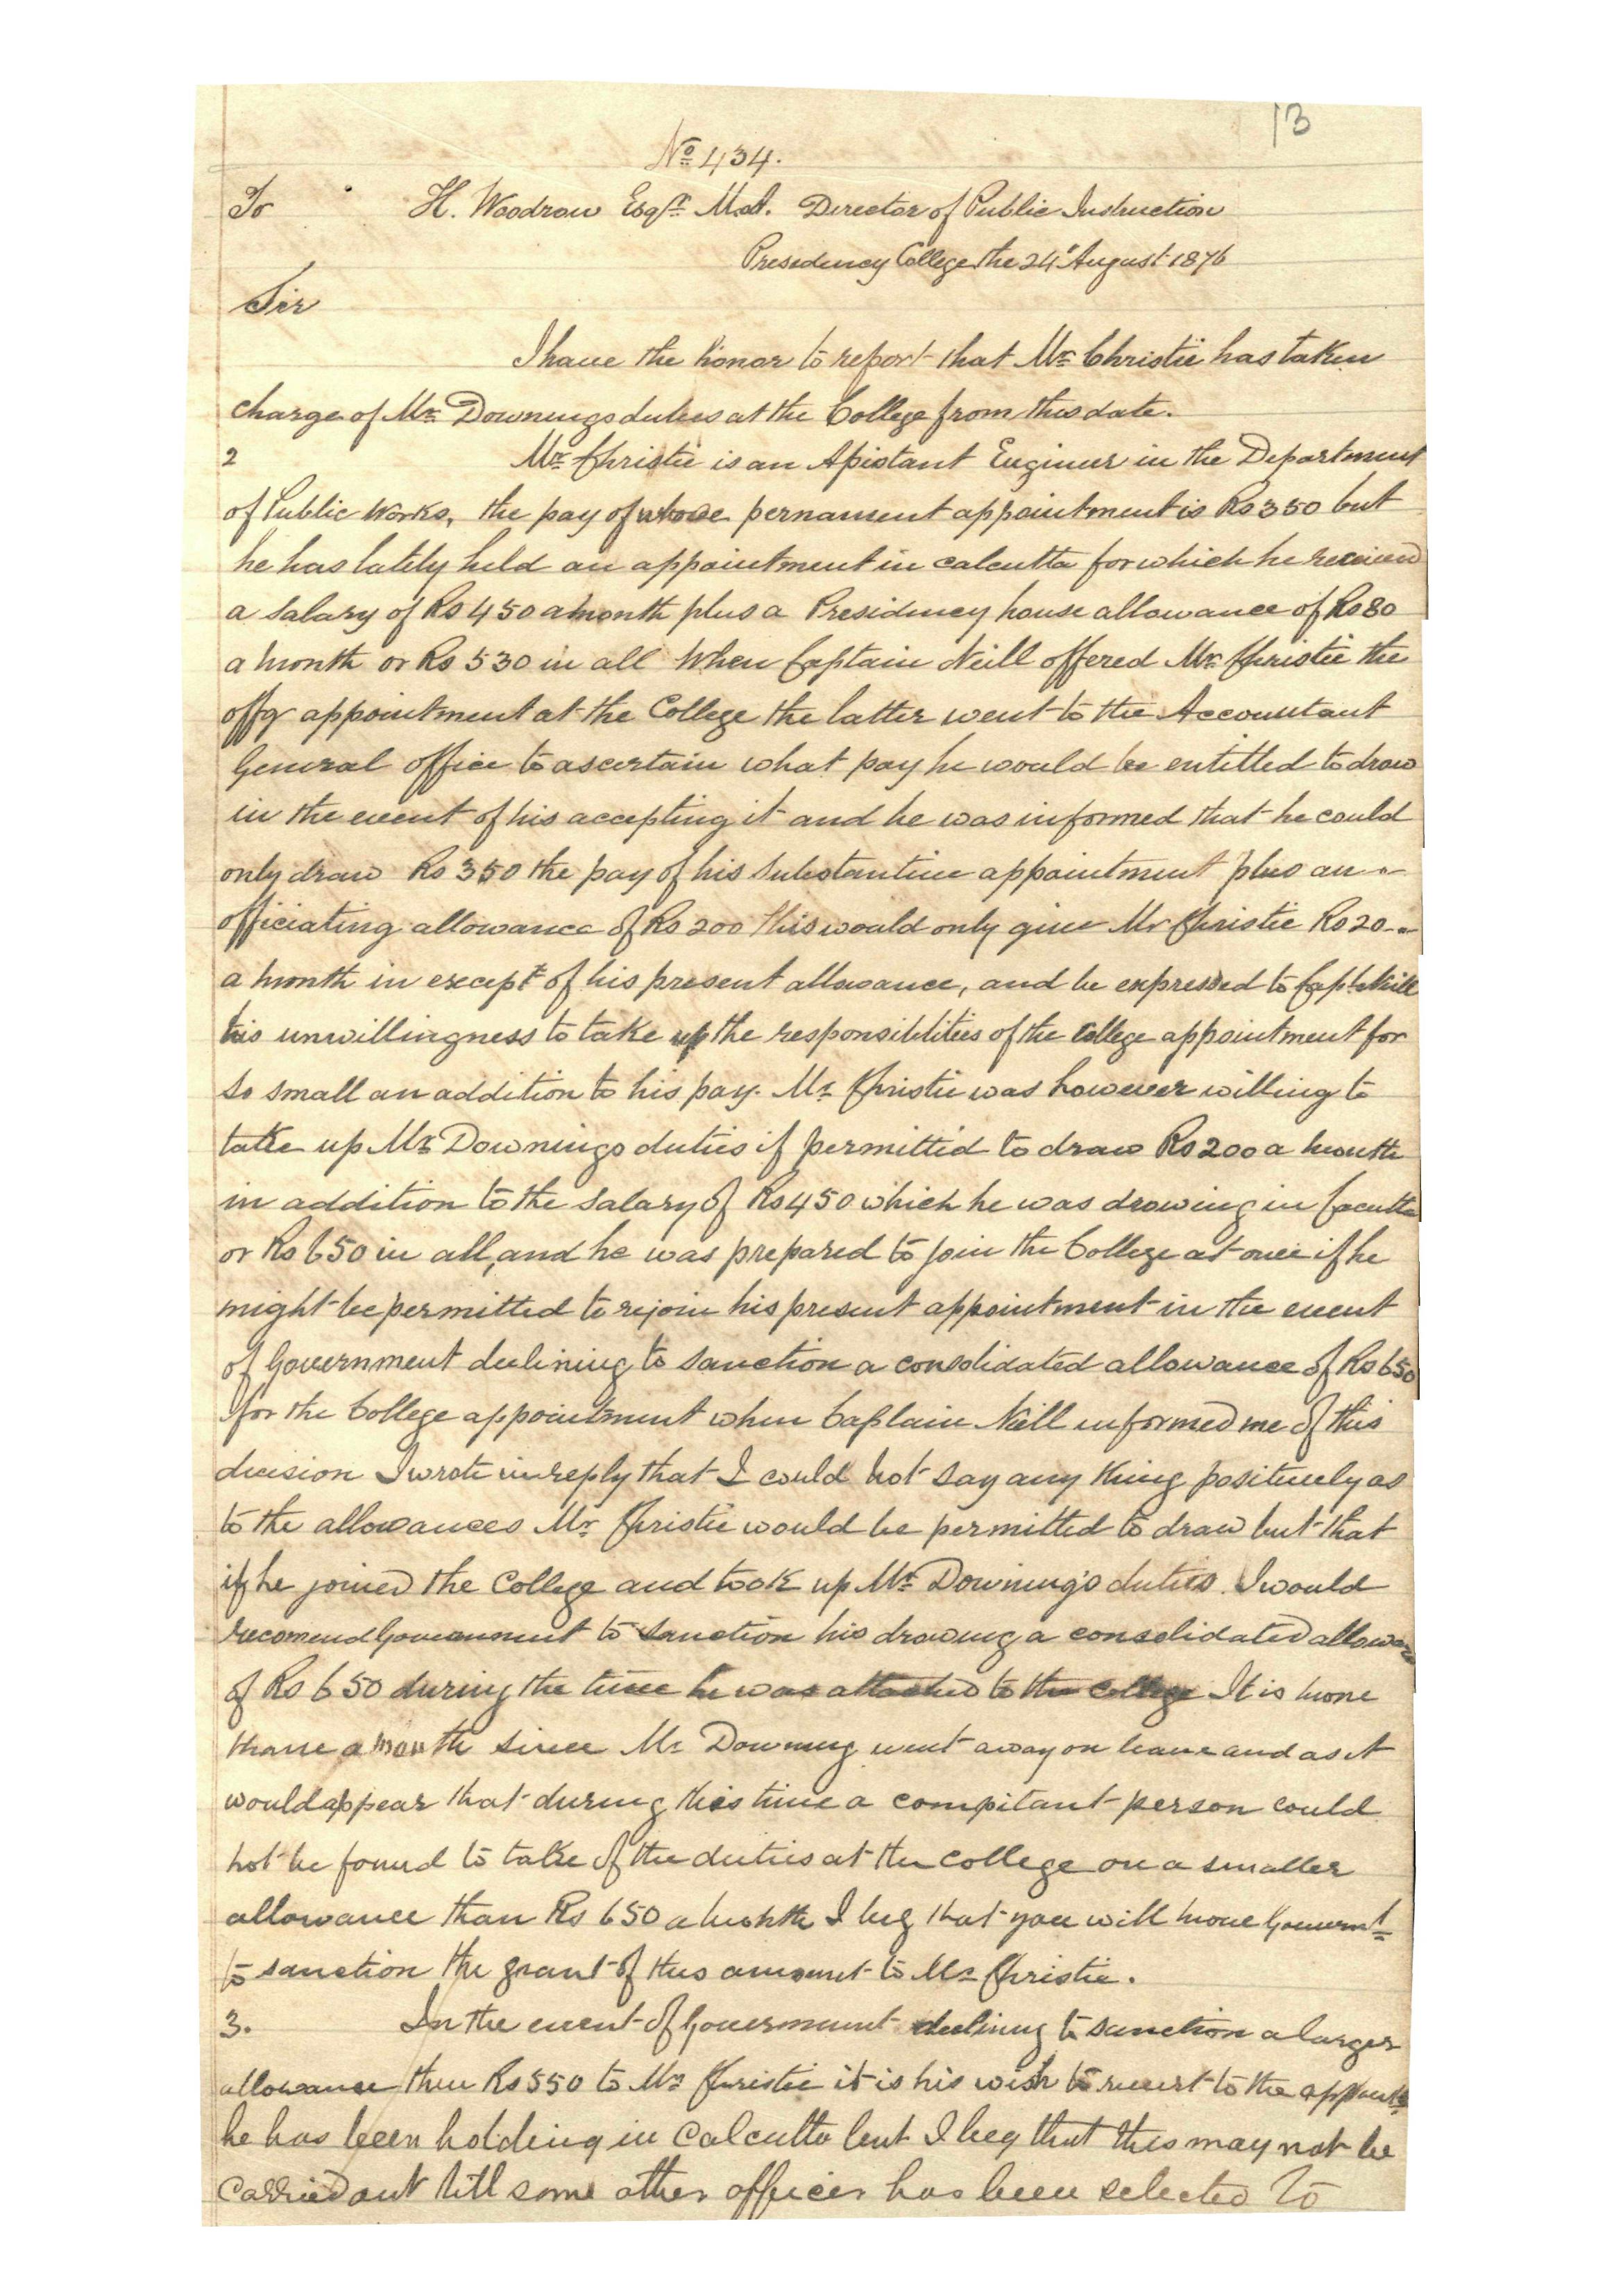 13
No 434.
To H. Woodrow Esqr. M.A. Director of Public Instruction
Presidency College the 24th August 1876
Sir
I have the honor to report that Mr Christie has taken
charge of Mr Downings duties at the College from this date.
2 Mr Christie is an Assistant Engineer in the Department
of Public Works, the pay of whose pernament appointment is Rs 350 but
he has lately held an appointment in calcutta for which he received
a salary of Rs 450 a month plus a Presidency house allowance of Rs 80
a month or Rs 530 in all When Captain Neill offered Mr Christie the
offg appointment at the College the latter went to the Accountant
General office to ascertain what pay he would be entitled to draw
in the event of his accepting it and he was informed that he could
only draw Rs 350 the pay of his substantive appointment plus an
officiating allowance of Rs 200 this would only give Mr Christie Rs 20
a month in excess of his present allowance, and he expressed to Capt Neill
his unwillingness to take up the responsiblities of the College appointment for
so small an addition to his pay. Mr Christie was however willing to
take up Mr Downings duties if permitted to draw Rs 200 a month
in addition to the salary of Rs 450 which he was drawing in
or Rs 650 in all, and he was prepared to join the College at once if he
might be permitted to rejoin his present appointment in the event
of Government declining to sanction a consolidated allowance of Rs 650
for the College appointment when Captain Neill informed me of this
decision I wrote in reply that I could not say any thing positively as
to the allowances Mr Christie would be permitted to draw but that
if he joined the College and took up Mr Downing's duties. I would
recomend Government to sanction his drawing a consolidated
of Rs 650 during the time he was attached to the College It is more
than a month since Mr Downing went away on leave and as it
would appear that during this time a compitant person could
not be found to take of the duties at the college on a smaller
allowance than Rs 650 a month I beg that you will move Governmt
to sanction the grant of this amount to Mr Christie.
3. In the event of Government declining to sanction a larger
allowance then Rs 550 to Mr Christie it is his wish to revert to the
he has been holding in Calcutta but I beg that this may not be
carried out till some other officer has been selected to